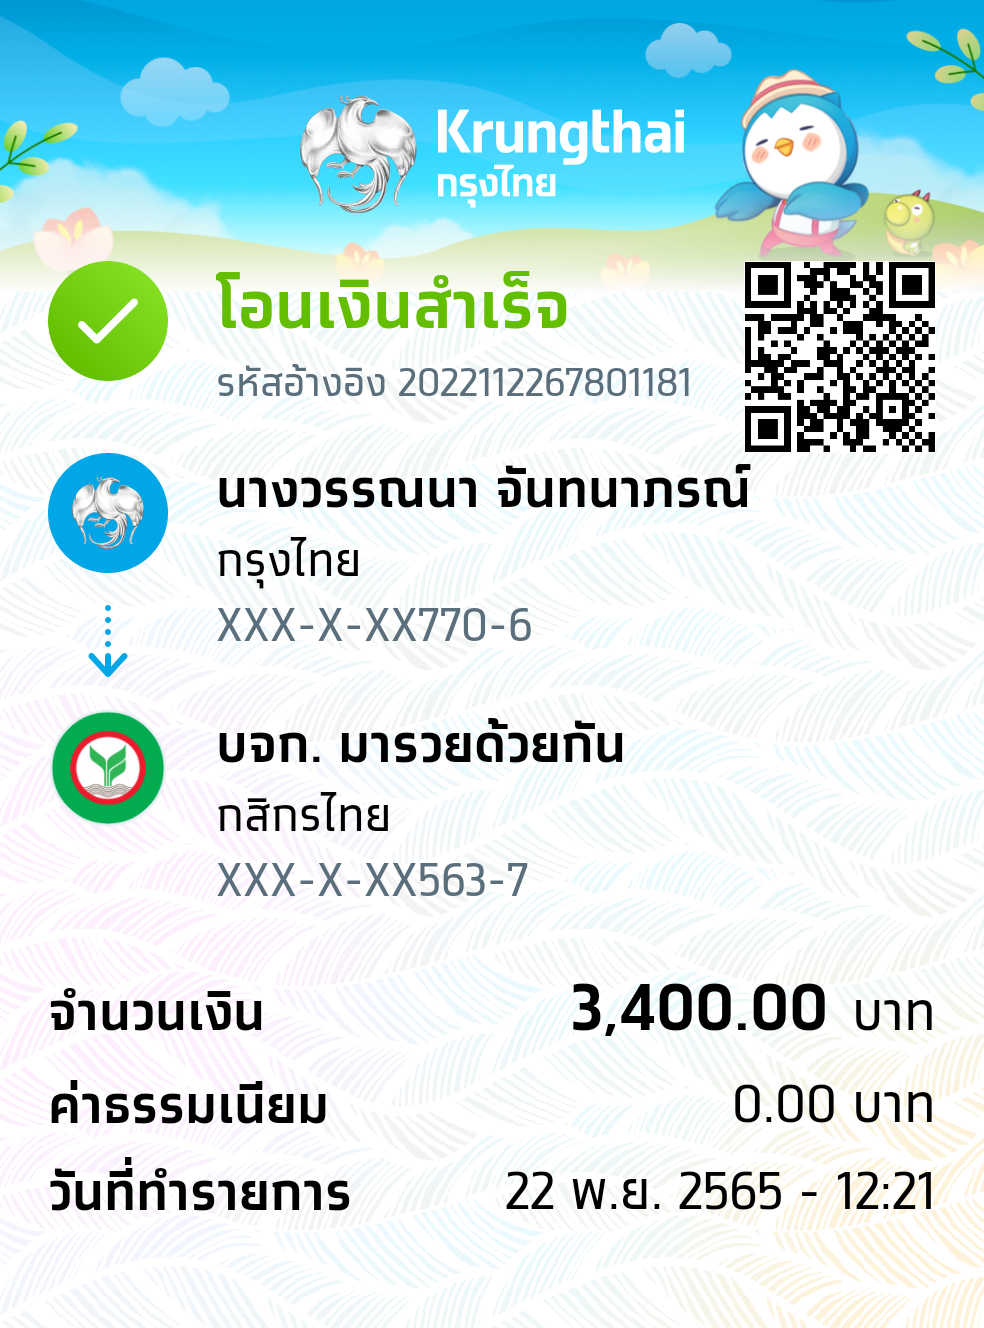 Krungthai
กรุงไทย
โอนเงินสำเร็จ
รหัสอ้างอิง 2022112267801181
นางวรรณนา จันทนาภรณ์
กรุงไทย
XXX-X-XX770-6
บจก. มารวยด้วยกัน
กสิกรไทย
XXX-X-XX563-7
จำนวนเงิน 3,400.00 บาท
ค่าธรรมเนียม 0.00 บาท
วันที่ทำรายการ 22 พ.ย. 2565 - 12:21